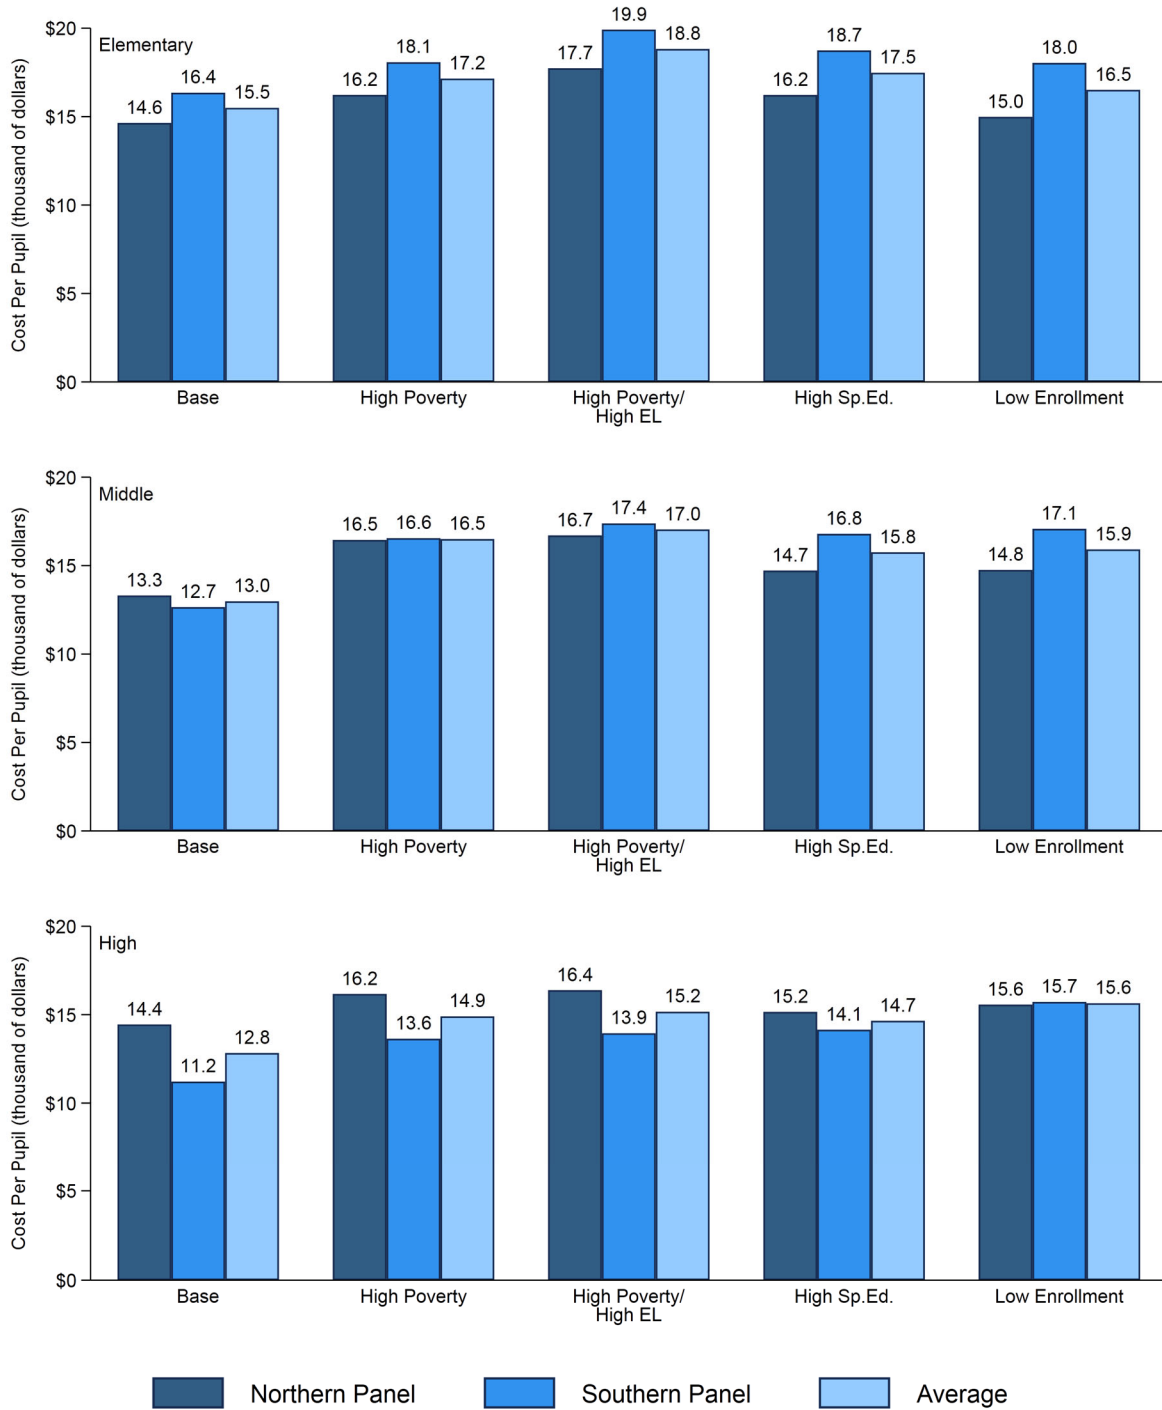 Elementary
Cost Per Pupil (thousand of dollars)
$20
$15
$10
$5
$0
14.6 16.4 15.5
16.2 18.1 17.2
17.7 19.9 18.8
16.2 18.7 17.5
15.0 18.0 16.5
Base
High Poverty
High Poverty/
High EL
High Sp.Ed.
Low Enrollment
Middle
Cost Per Pupil (thousand of dollars)
$20
$15
$10
$5
$0
13.3 12.7 13.0
16.5 16.6 16.5
16.7 17.4 17.0
14.7 16.8 15.8
14.8 17.1 15.9
Base
High Poverty
High Poverty/
High EL
High Sp.Ed.
Low Enrollment
High
Cost Per Pupil (thousand of dollars)
$20
$15
$10
$5
$0
14.4 11.2 12.8
16.2 13.6 14.9
16.4 13.9 15.2
15.2 14.1 14.7
15.6 15.7 15.6
Base
High Poverty
High Poverty/
High EL
High Sp.Ed.
Low Enrollment
Northern Panel
Southern Panel
Average